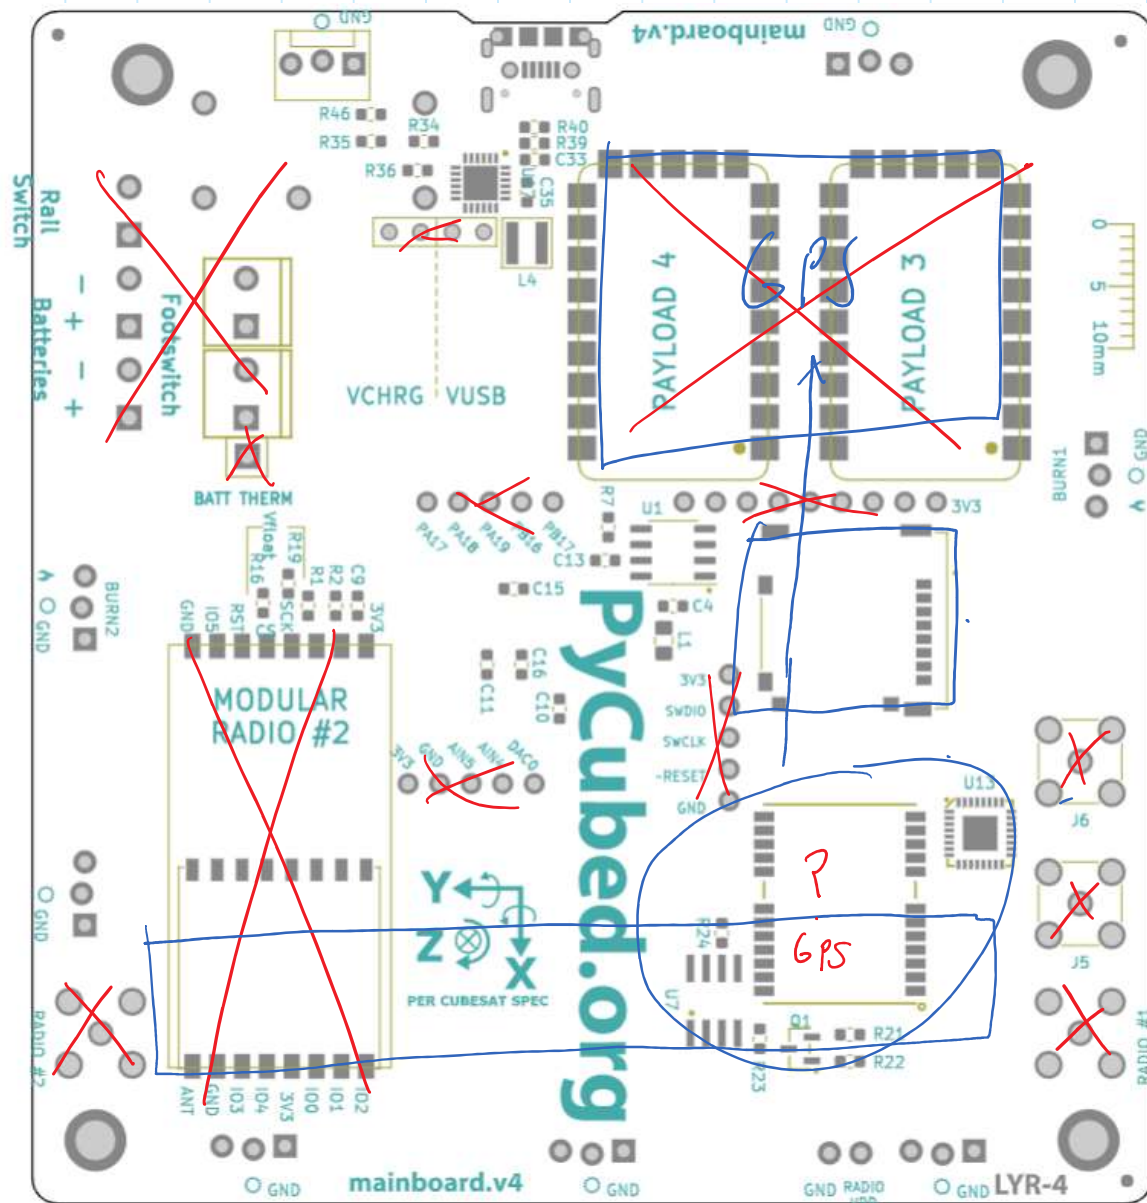 GND
mainboard.v4
GND
R46
R34
R35
R36
R40
R39
C33
C35
L4
Rail
Switch
-
+
Batteries
-
+
Footswitch
BATT THERM
VCHRG
VUSB
PAYLOAD 4
PAYLOAD 3
GPS
0
5
10mm
BURN1
GND
3V3
PA17
PA18
PA19
PB16
PB17
R7
U1
C13
C15
C4
L1
Vfloat
R19
R16
R1
R2
C9
GND
IO5
RST
CS
SCK
3V3
BURN2
GND
MODULAR
RADIO #2
C11
C16
C10
3V3
SWDIO
SWCLK
~RESET
GND
3V3
GND
AIN5
AIN4
DAC0
PyCubed.org
Y
Z
X
PER CUBESAT SPEC
U13
?
GPS
R24
U7
Q1
R21
R22
R23
J6
J5
RADIO #1
GND
RADIO #2
ANT
GND
IO3
IO4
3V3
IO0
IO1
IO2
GND
mainboard.v4
GND
GND
RADIO
GND
LYR-4